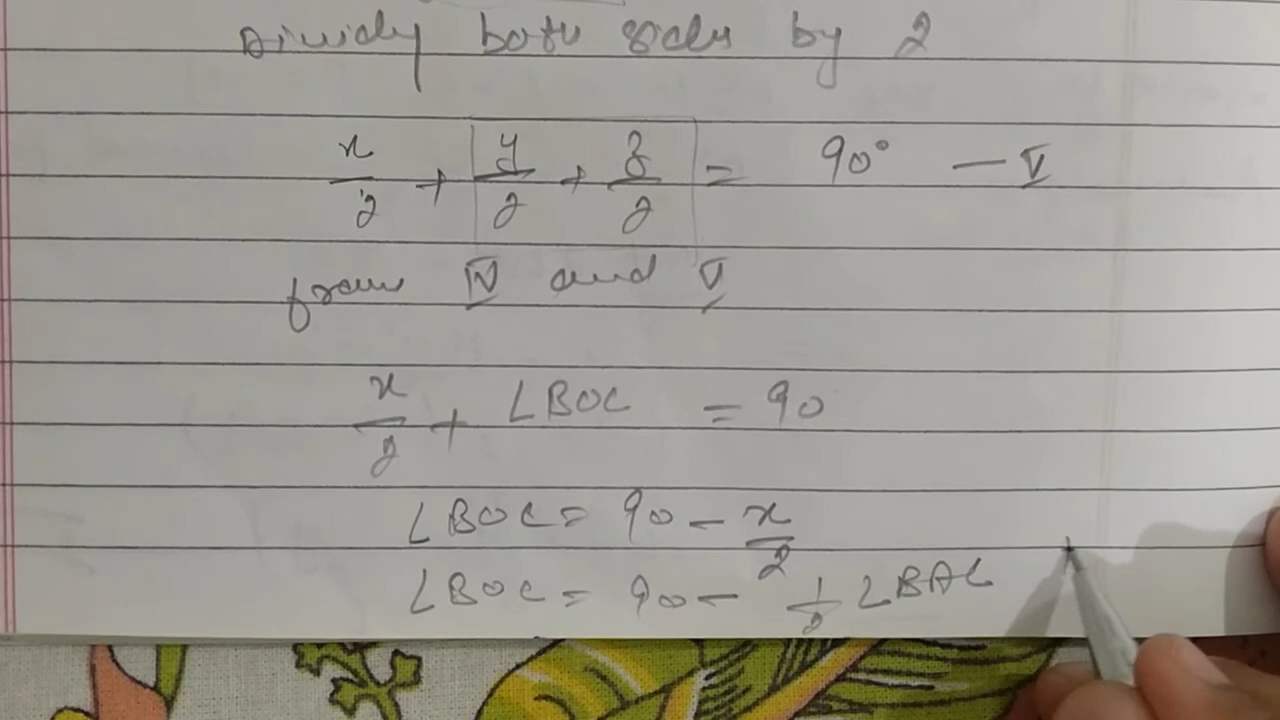 Dividy both sides by 2
x/2 + y/2 + z/2 = 90° — V
from IV and V
x/2 + ∠BOC = 90
∠BOC = 90 - x/2
∠BOC = 90 - 1/2 ∠BAC